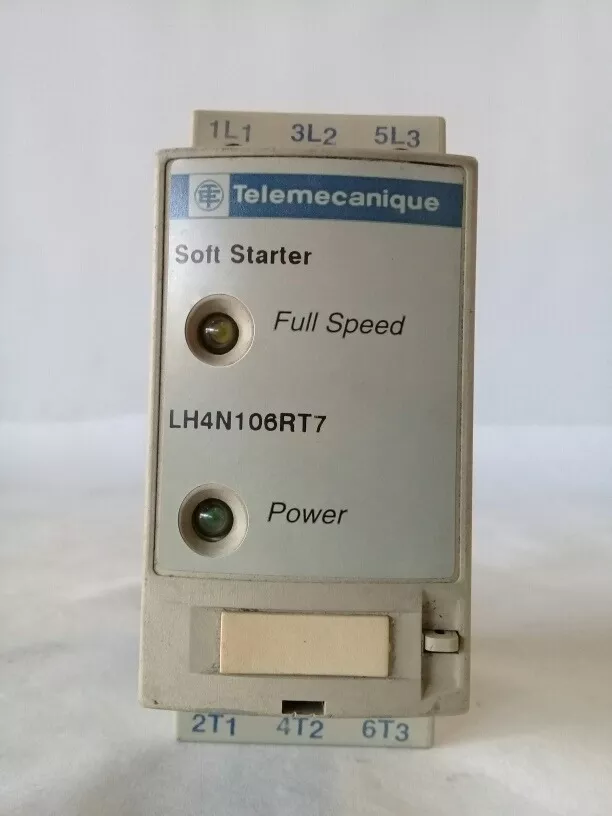 1L1 3L2 5L3
Telemecanique
Soft Starter
Full Speed
LH4N106RT7
Power
2T1 4T2 6T3